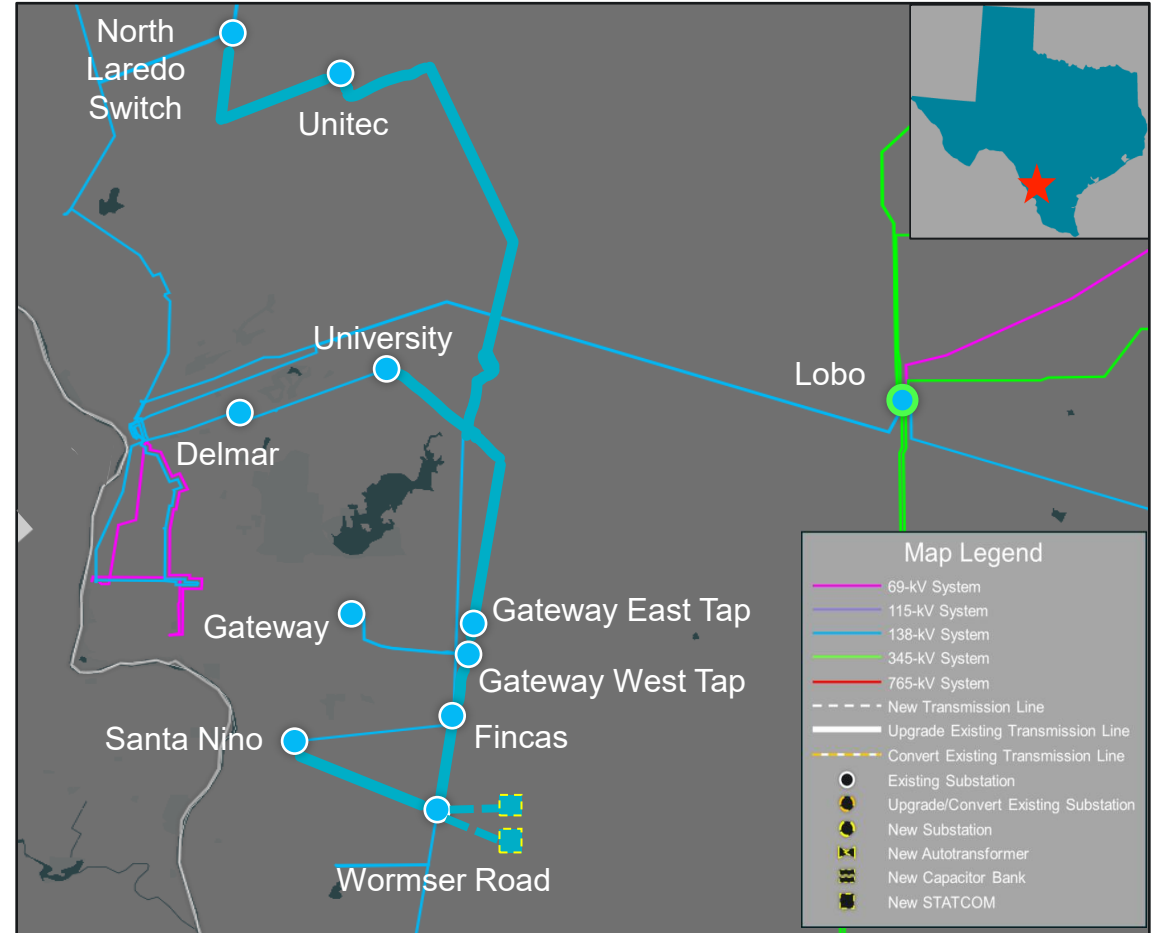 North
Laredo
Switch
Unitec
University
Lobo
Delmar
Gateway East Tap
Gateway
Gateway West Tap
Santa Nino
Fincas
Wormser Road
Map Legend
69-kV System
115-kV System
138-kV System
345-kV System
765-kV System
New Transmission Line
Upgrade Existing Transmission Line
Convert Existing Transmission Line
Existing Substation
Upgrade/Convert Existing Substation
New Substation
New Autotransformer
New Capacitor Bank
New STATCOM